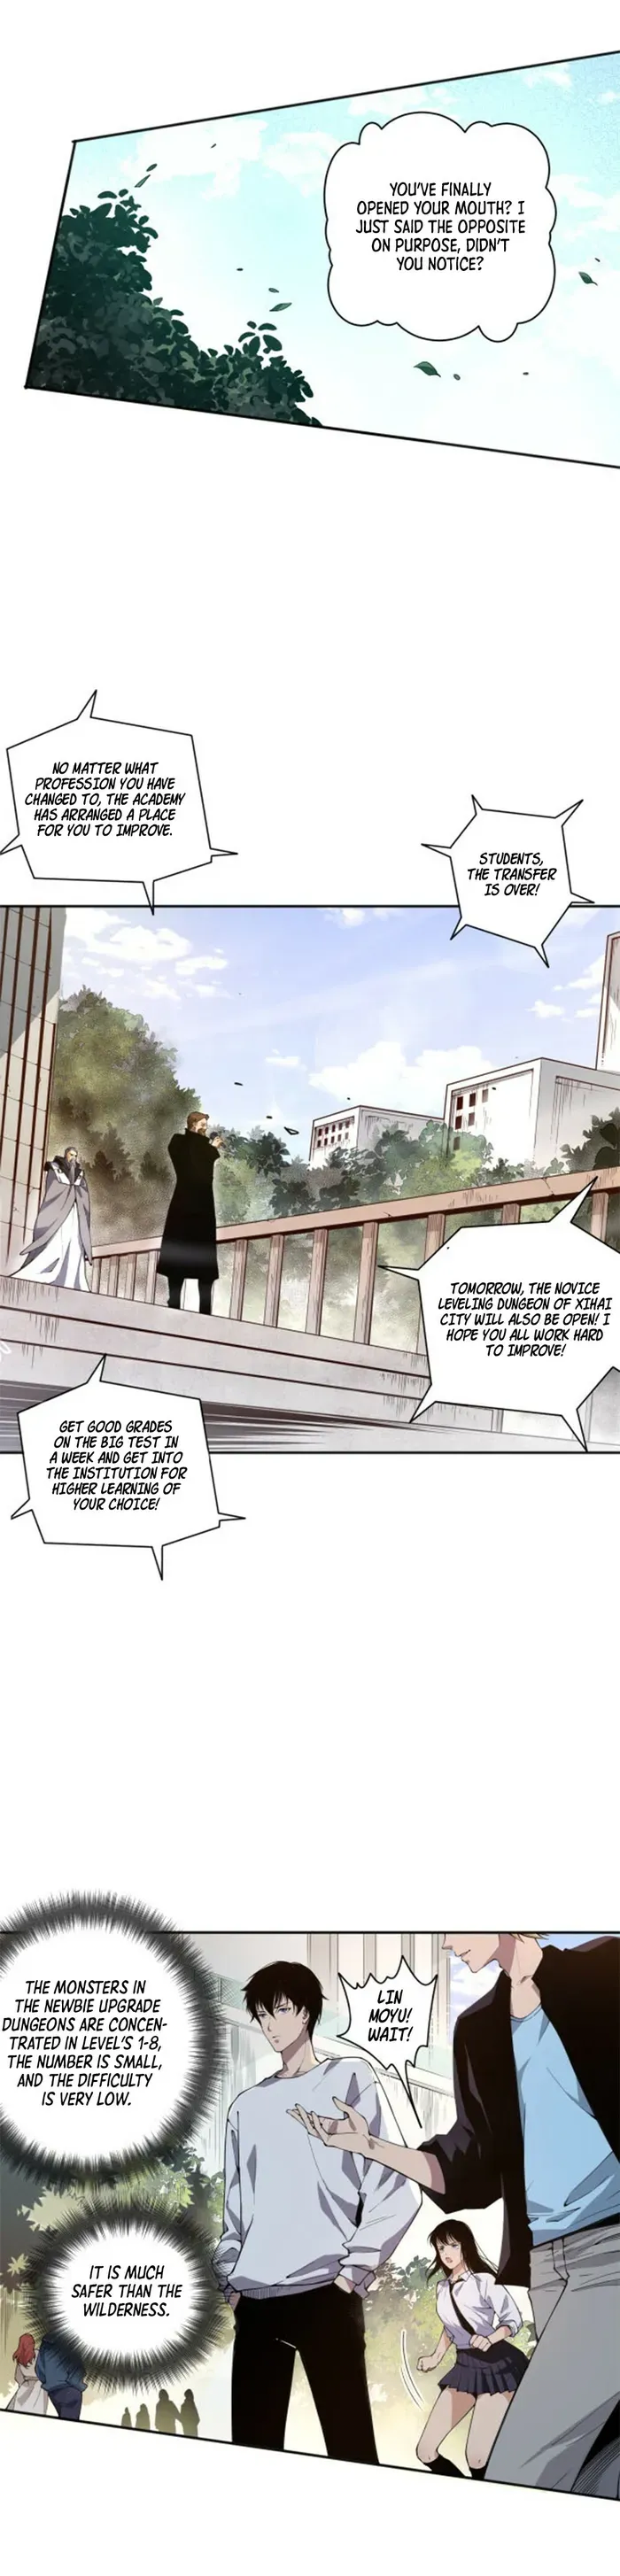 YOU'VE FINALLY
OPENED YOUR MOUTH? I
JUST SAID THE OPPOSITE
ON PURPOSE, DIDN'T
YOU NOTICE?
NO MATTER WHAT
PROFESSION YOU HAVE
CHANGED TO, THE ACADEMY
HAS ARRANGED A PLACE
FOR YOU TO IMPROVE.
STUDENTS,
THE TRANSFER
IS OVER!
TOMORROW, THE NOVICE
LEVELING DUNGEON OF XIHAI
CITY WILL ALSO BE OPEN! I
HOPE YOU ALL WORK HARD
TO IMPROVE!
GET GOOD GRADES
ON THE BIG TEST IN
A WEEK AND GET INTO
THE INSTITUTION FOR
HIGHER LEARNING OF
YOUR CHOICE!
THE MONSTERS IN
THE NEWBIE UPGRADE
DUNGEONS ARE CONCEN-
TRATED IN LEVEL'S 1-8,
THE NUMBER IS SMALL,
AND THE DIFFICULTY
IS VERY LOW.
LIN
MOYU!
WAIT!
IT IS MUCH
SAFER THAN THE
WILDERNESS.